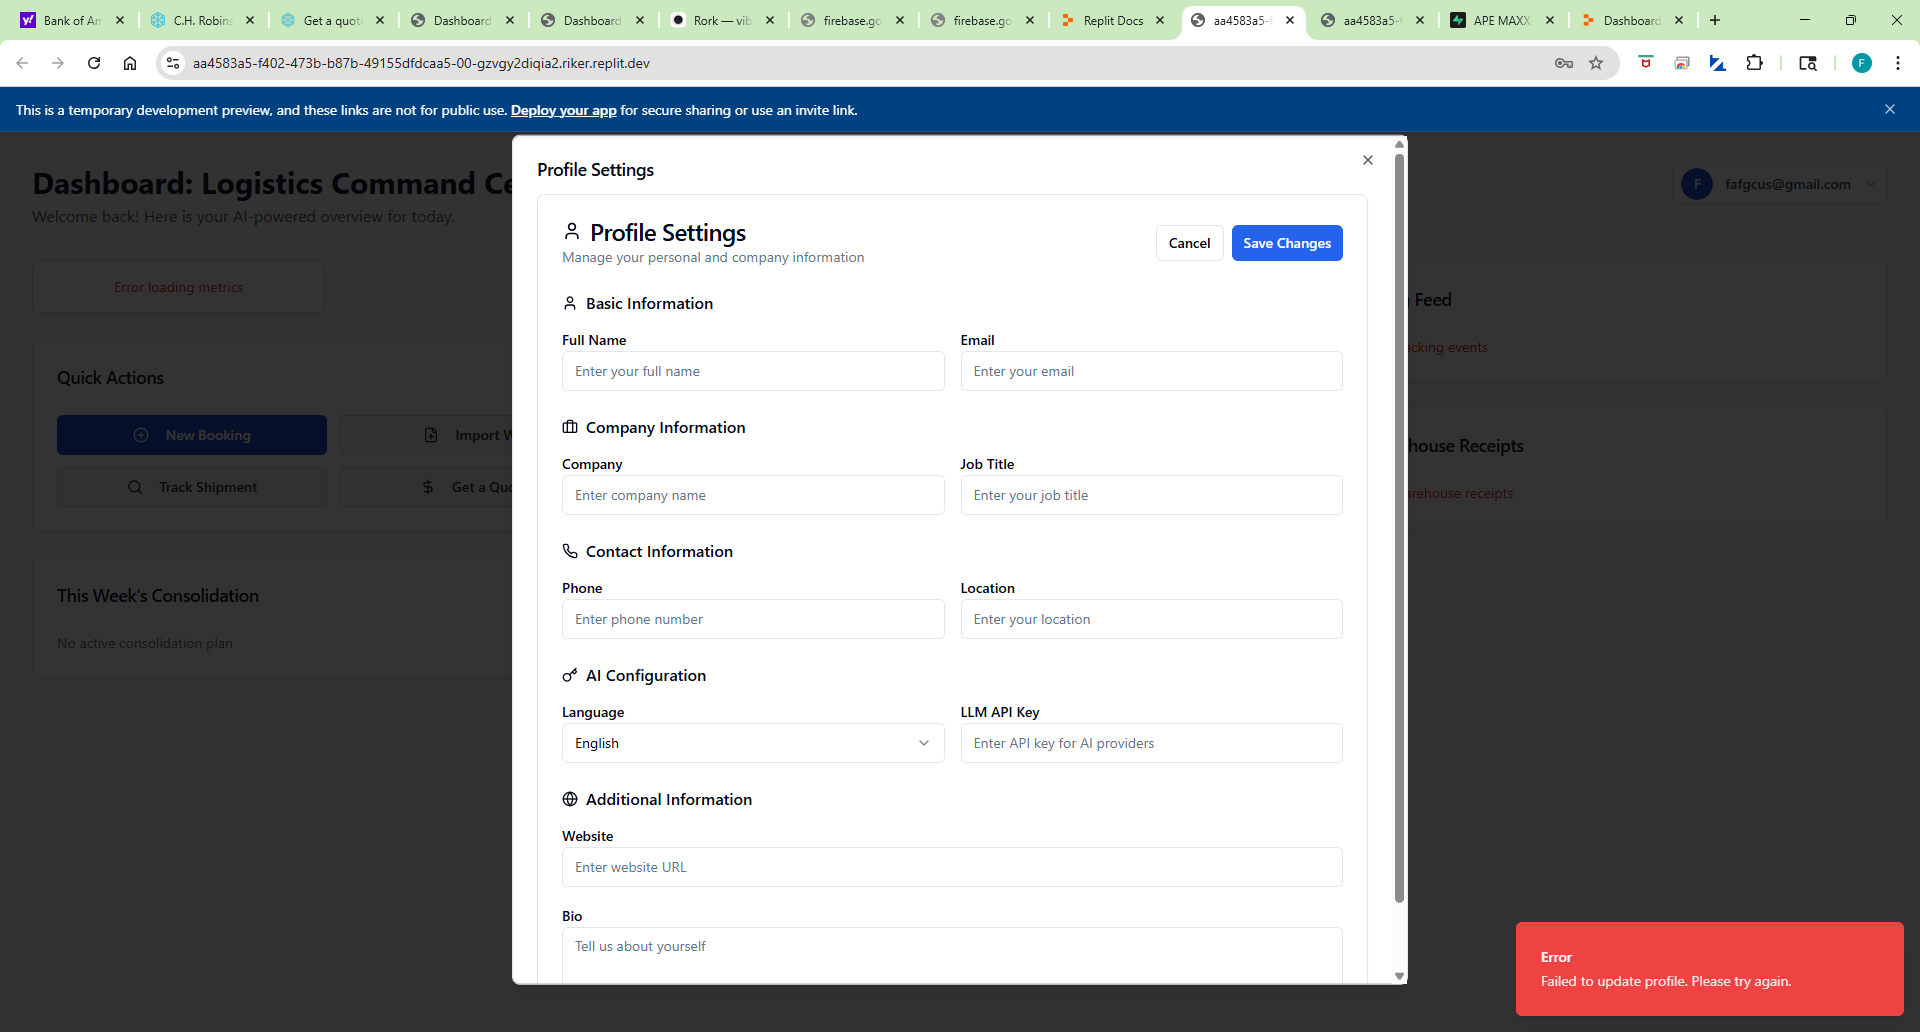 Bank of Am
C.H. Robins
Get a quote
Dashboard
Dashboard
Rork — vib
firebase.go
firebase.go
Replit Docs
aa4583a5-f
aa4583a5-f
APE MAXX
Dashboard
aa4583a5-f402-473b-b87b-49155dfdcaa5-00-gzvgy2diqia2.riker.replit.dev
F
This is a temporary development preview, and these links are not for public use. Deploy your app for secure sharing or use an invite link.
Dashboard: Logistics Command Ce
Welcome back! Here is your AI-powered overview for today.
F
fafgcus@gmail.com
Error loading metrics
Quick Actions
New Booking
Import W
Track Shipment
Get a Quo
This Week's Consolidation
No active consolidation plan
Profile Settings
Profile Settings
Manage your personal and company information
Cancel
Save Changes
Basic Information
Full Name
Email
Enter your full name
Enter your email
Company Information
Company
Job Title
Enter company name
Enter your job title
Contact Information
Phone
Location
Enter phone number
Enter your location
AI Configuration
Language
LLM API Key
English
Enter API key for AI providers
Additional Information
Website
Enter website URL
Bio
Tell us about yourself
Feed
acking events
house Receipts
arehouse receipts
Error
Failed to update profile. Please try again.